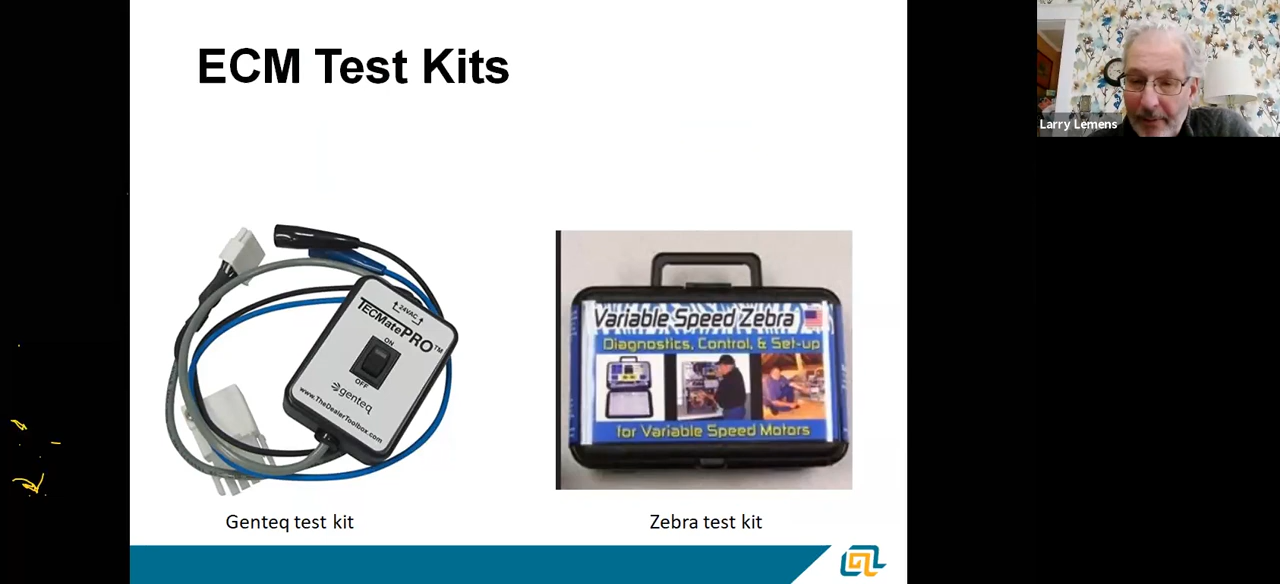 ECM Test Kits
Larry Lemens
24VAC
TECMatePRO™
ON
OFF
genteq
www.TheDealerToolbox.com
Variable Speed Zebra
Diagnostics, Control, & Set-up
for Variable Speed Motors
Genteq test kit
Zebra test kit